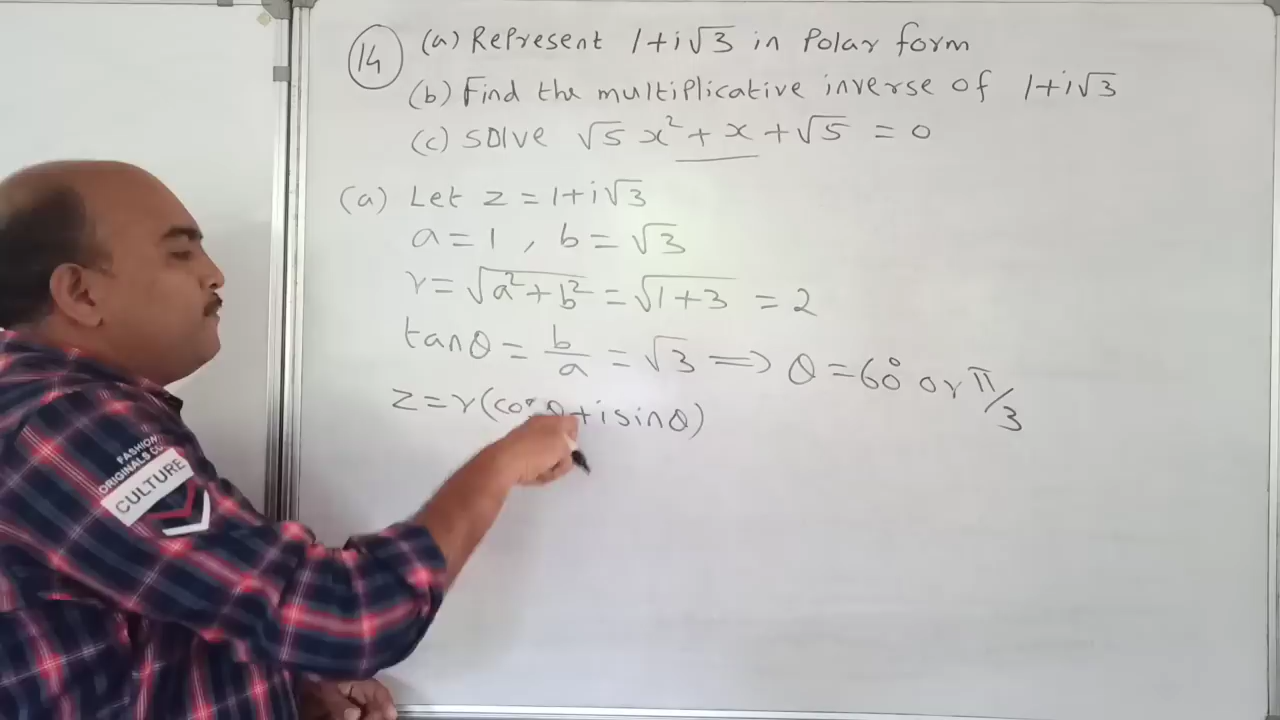 14 (a) Represent 1+i√3 in Polar form
(b) Find the multiplicative inverse of 1+i√3
(c) Solve √5 x² + x + √5 = 0
(a) Let z = 1+i√3
a = 1 , b = √3
r = √a²+b² = √1+3 = 2
tanθ = b/a = √3 ⟹ θ = 60° or π/3
z = r(cosθ+isinθ)
FASHION
ORIGINALS CO
CULTURE